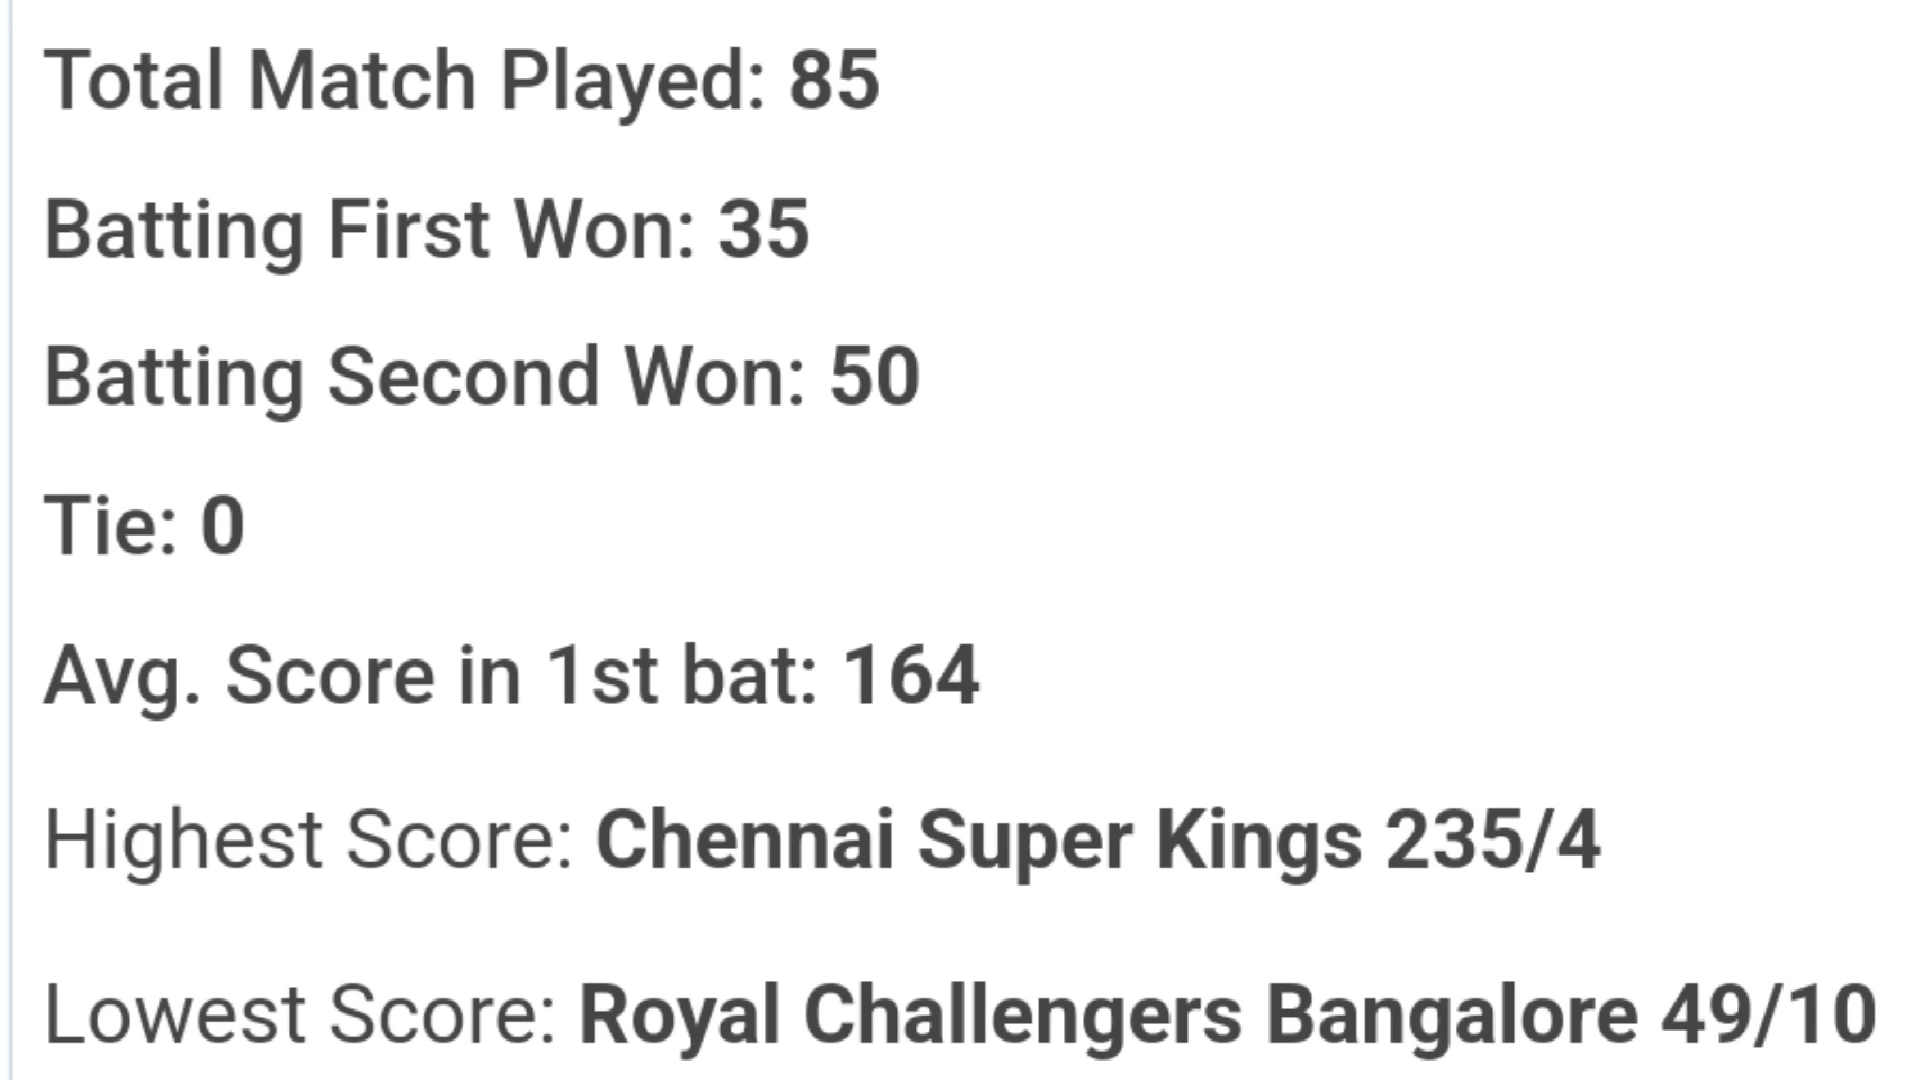 Total Match Played: 85
Batting First Won: 35
Batting Second Won: 50
Tie: 0
Avg. Score in 1st bat: 164
Highest Score: Chennai Super Kings 235/4
Lowest Score: Royal Challengers Bangalore 49/10